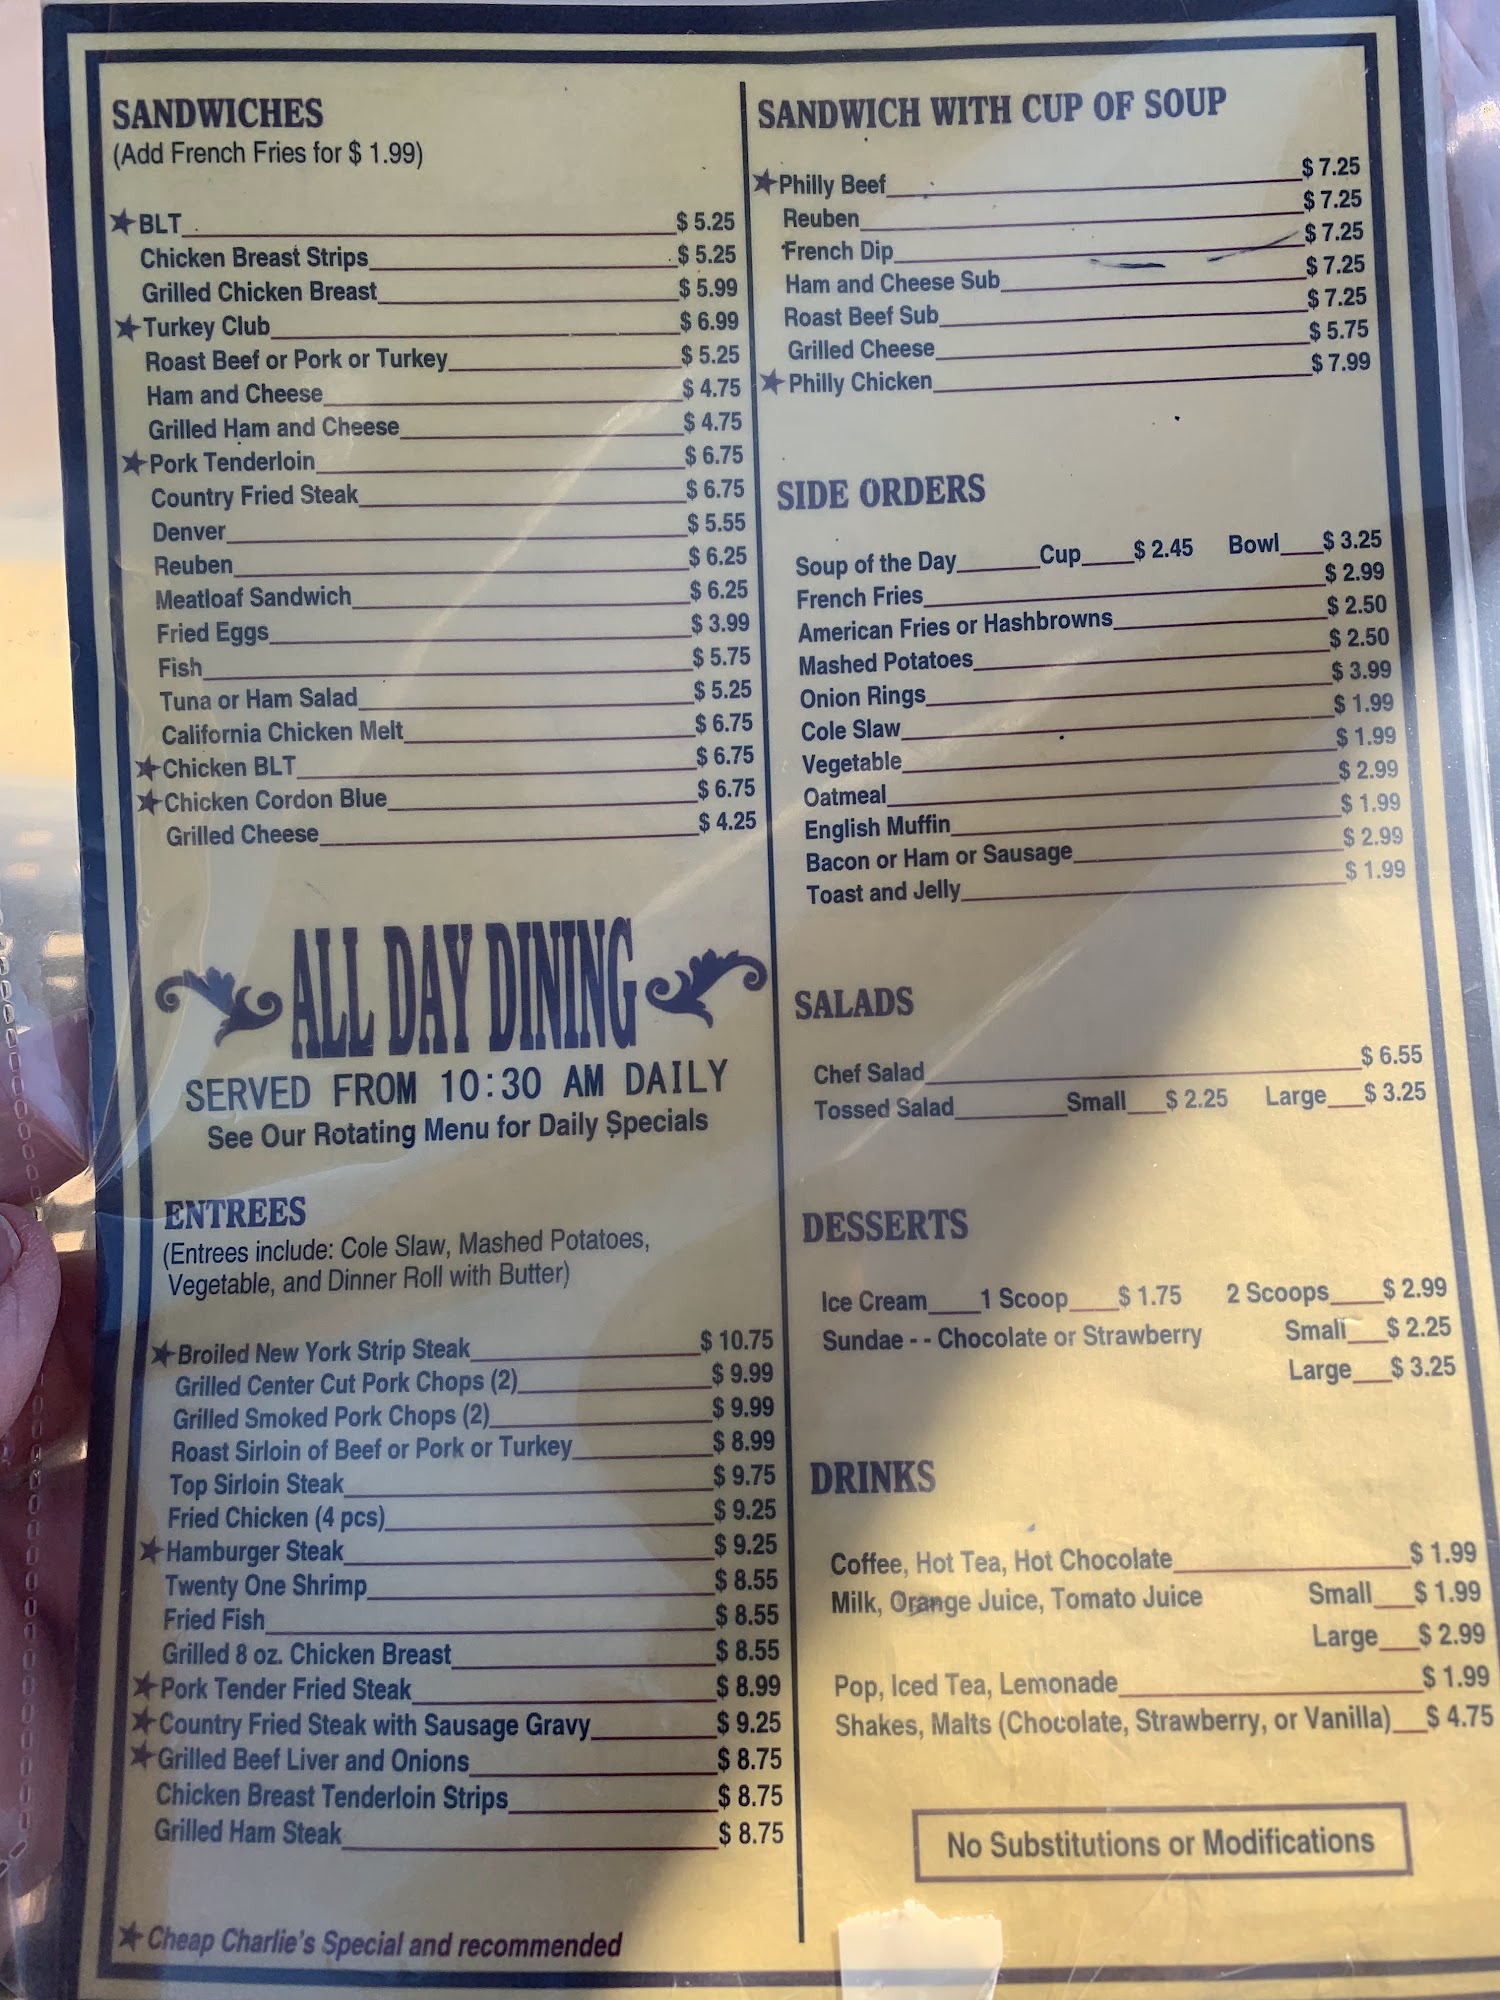 SANDWICHES
(Add French Fries for $ 1.99)
BLT $ 5.25
Chicken Breast Strips $ 5.25
Grilled Chicken Breast $ 5.99
Turkey Club $ 6.99
Roast Beef or Pork or Turkey $ 5.25
Ham and Cheese $ 4.75
Grilled Ham and Cheese $ 4.75
Pork Tenderloin $ 6.75
Country Fried Steak $ 6.75
Denver $ 5.55
Reuben $ 6.25
Meatloaf Sandwich $ 6.25
Fried Eggs $ 3.99
Fish $ 5.75
Tuna or Ham Salad $ 5.25
California Chicken Melt $ 6.75
Chicken BLT $ 6.75
Chicken Cordon Blue $ 6.75
Grilled Cheese $ 4.25
ALL DAY DINING
SERVED FROM 10:30 AM DAILY
See Our Rotating Menu for Daily Specials
ENTREES
(Entrees include: Cole Slaw, Mashed Potatoes,
Vegetable, and Dinner Roll with Butter)
Broiled New York Strip Steak $ 10.75
Grilled Center Cut Pork Chops (2) $ 9.99
Grilled Smoked Pork Chops (2) $ 9.99
Roast Sirloin of Beef or Pork or Turkey $ 8.99
Top Sirloin Steak $ 9.75
Fried Chicken (4 pcs) $ 9.25
Hamburger Steak $ 9.25
Twenty One Shrimp $ 8.55
Fried Fish $ 8.55
Grilled 8 oz. Chicken Breast $ 8.55
Pork Tender Fried Steak $ 8.99
Country Fried Steak with Sausage Gravy $ 9.25
Grilled Beef Liver and Onions $ 8.75
Chicken Breast Tenderloin Strips $ 8.75
Grilled Ham Steak $ 8.75
Cheap Charlie's Special and recommended
SANDWICH WITH CUP OF SOUP
Philly Beef $ 7.25
Reuben $ 7.25
French Dip $ 7.25
Ham and Cheese Sub $ 7.25
Roast Beef Sub $ 7.25
Grilled Cheese $ 5.75
Philly Chicken $ 7.99
SIDE ORDERS
Soup of the Day Cup $ 2.45 Bowl $ 3.25
French Fries $ 2.99
American Fries or Hashbrowns $ 2.50
Mashed Potatoes $ 2.50
Onion Rings $ 3.99
Cole Slaw $ 1.99
Vegetable $ 1.99
Oatmeal $ 2.99
English Muffin $ 1.99
Bacon or Ham or Sausage $ 2.99
Toast and Jelly $ 1.99
SALADS
Chef Salad $ 6.55
Tossed Salad Small $ 2.25 Large $ 3.25
DESSERTS
Ice Cream 1 Scoop $ 1.75 2 Scoops $ 2.99
Sundae - - Chocolate or Strawberry Small $ 2.25
Large $ 3.25
DRINKS
Coffee, Hot Tea, Hot Chocolate $ 1.99
Milk, Orange Juice, Tomato Juice Small $ 1.99
Large $ 2.99
Pop, Iced Tea, Lemonade $ 1.99
Shakes, Malts (Chocolate, Strawberry, or Vanilla) $ 4.75
No Substitutions or Modifications